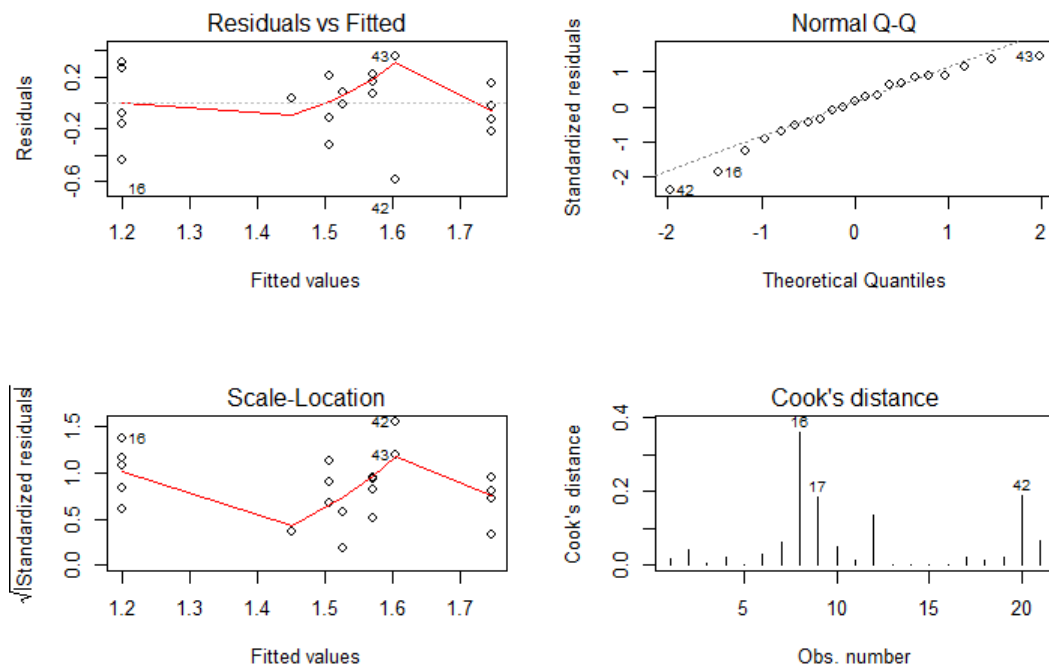 Residuals vs Fitted
Residuals
0.2
-0.2
-0.6
43
16
42
1.2 1.3 1.4 1.5 1.6 1.7
Fitted values
Normal Q-Q
Standardized residuals
1
0
-1
-2
43
16
42
-2 -1 0 1 2
Theoretical Quantiles
Scale-Location
√|Standardized residuals|
1.5
1.0
0.5
0.0
42
16
43
1.2 1.3 1.4 1.5 1.6 1.7
Fitted values
Cook's distance
Cook's distance
0.4
0.2
0.0
16
17
42
5 10 15 20
Obs. number